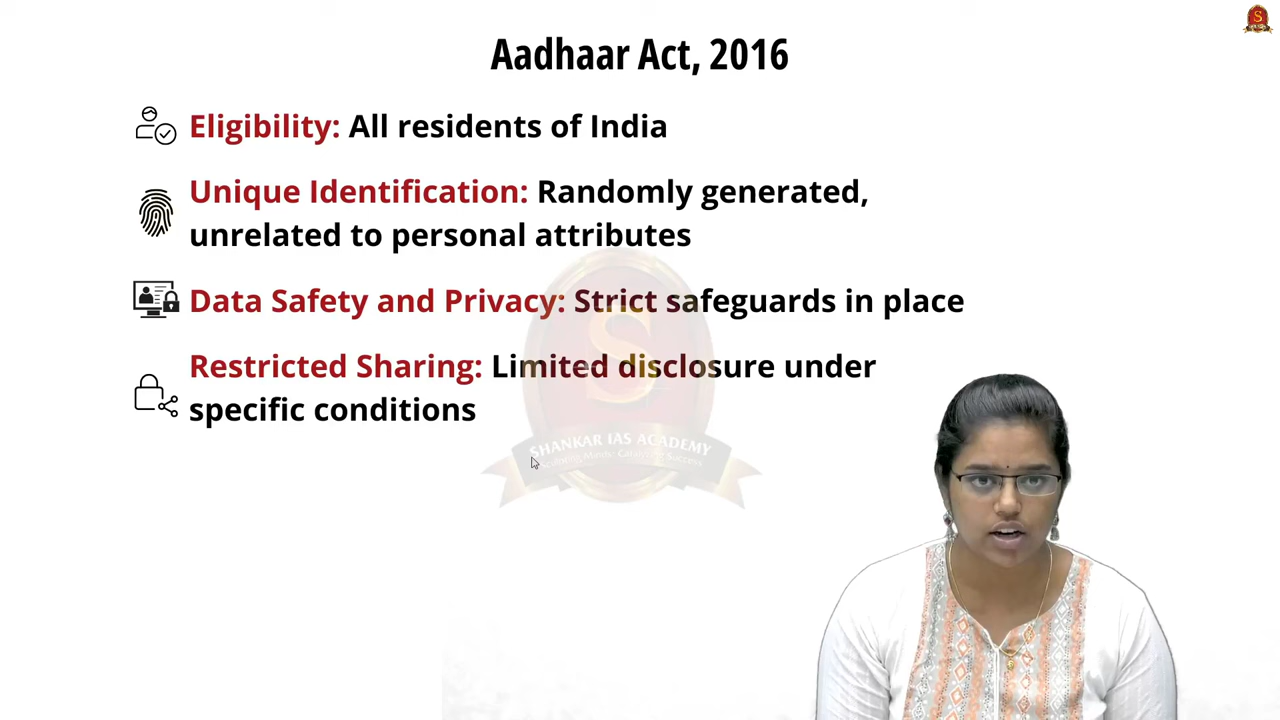 Aadhaar Act, 2016
Eligibility: All residents of India
Unique Identification: Randomly generated,
unrelated to personal attributes
Data Safety and Privacy: Strict safeguards in place
Restricted Sharing: Limited disclosure under
specific conditions
S
SHANKAR IAS ACADEMY